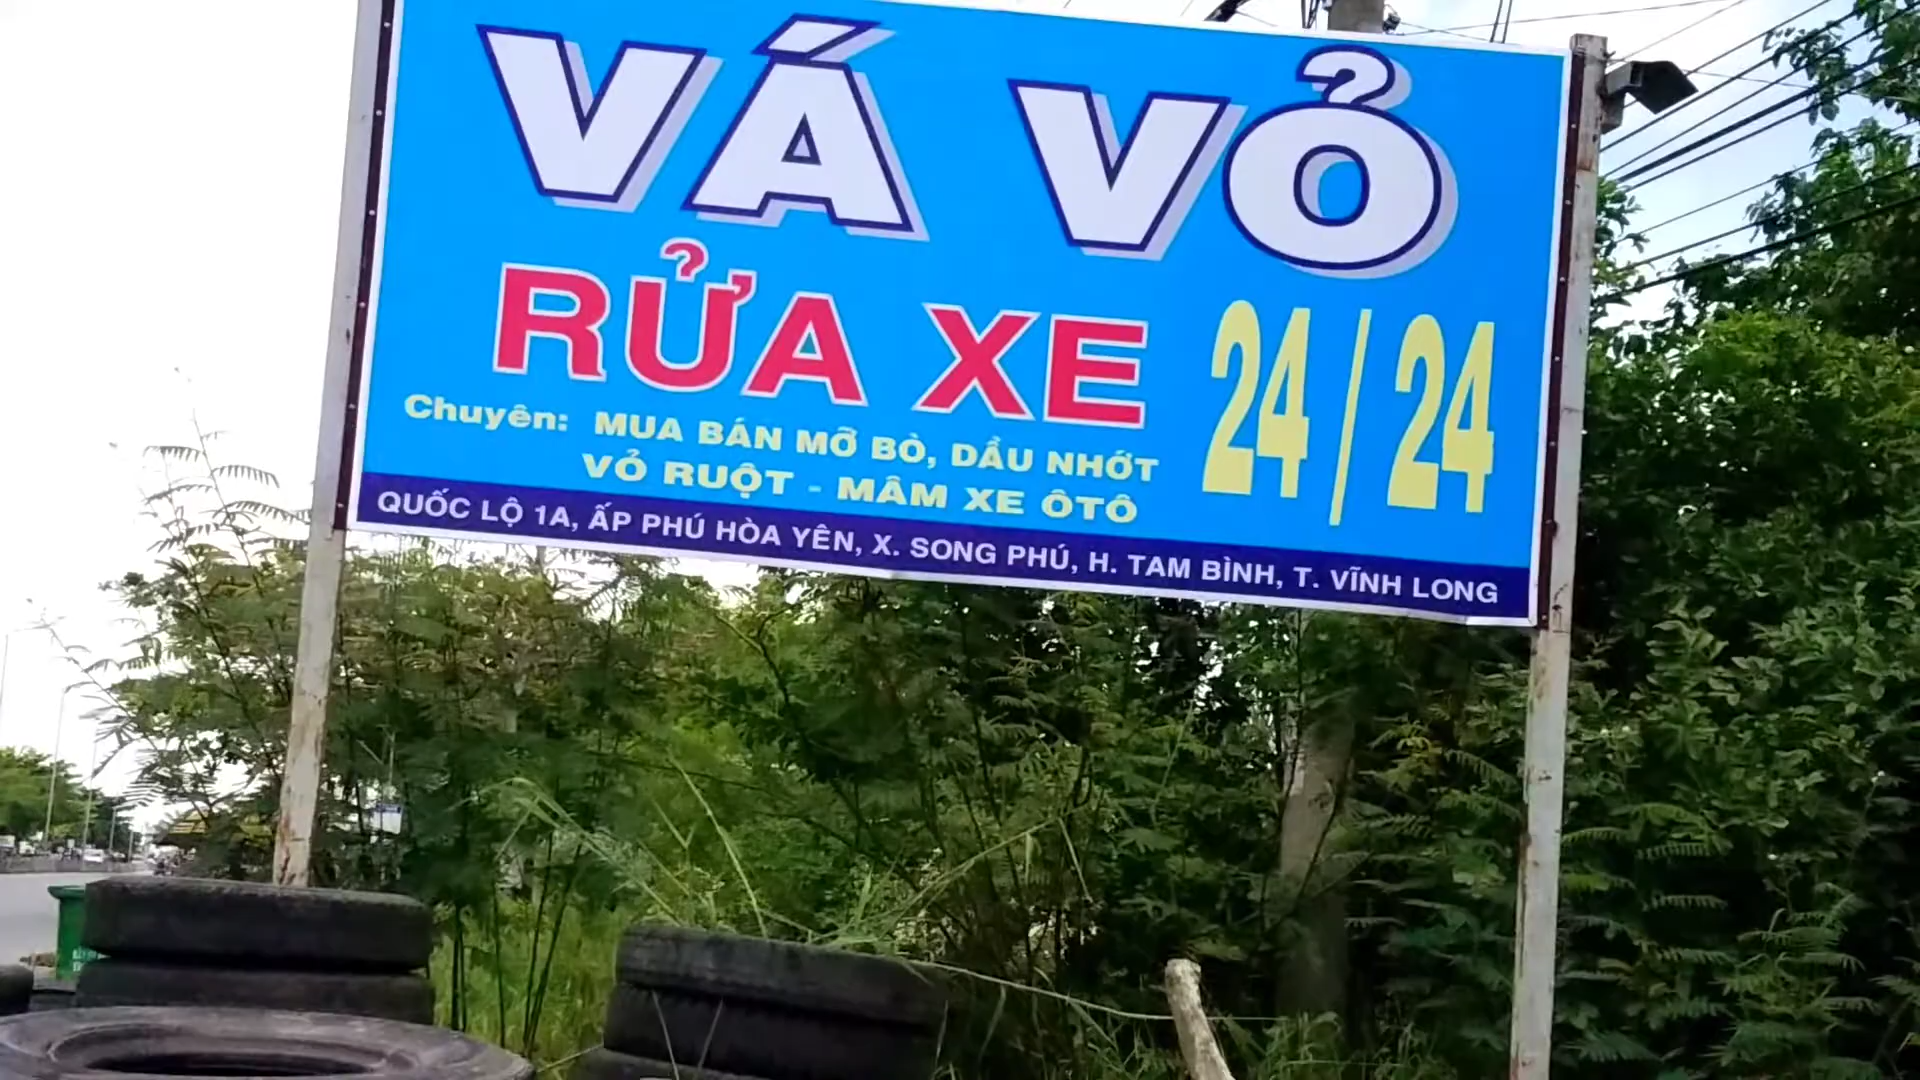 VÁ VỎ
RỬA XE 24/24
Chuyên: MUA BÁN MỠ BÒ, DẦU NHỚT
VỎ RUỘT - MÂM XE ÔTÔ
QUỐC LỘ 1A, ẤP PHÚ HÒA YÊN, X. SONG PHÚ, H. TAM BÌNH, T. VĨNH LONG